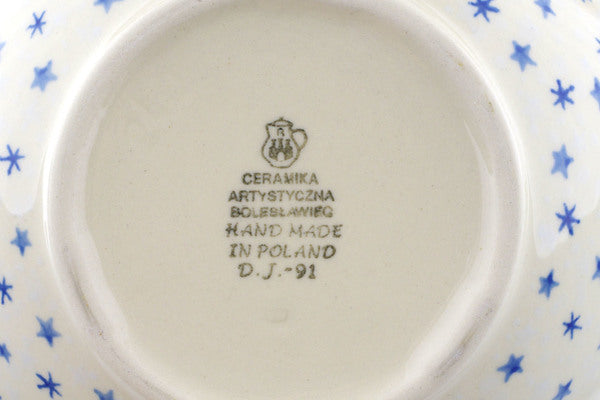 CERAMIKA
ARTYSTYCZNA
BOLESŁAWIEC
HAND MADE
IN POLAND
D.J.-91